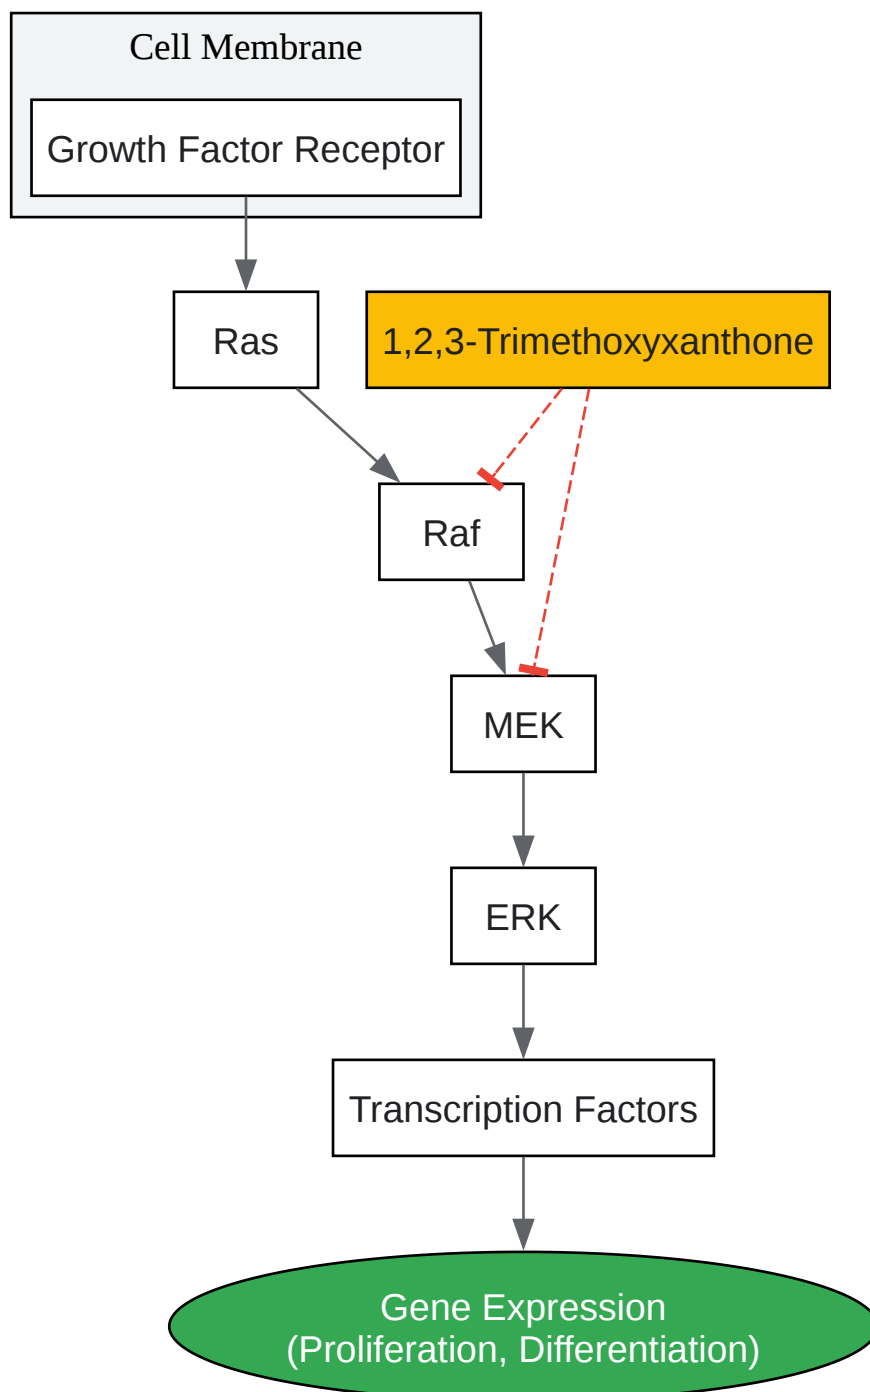 Cell Membrane
Growth Factor Receptor
Ras
1,2,3-Trimethoxyxanthone
Raf
MEK
ERK
Transcription Factors
Gene Expression
(Proliferation, Differentiation)